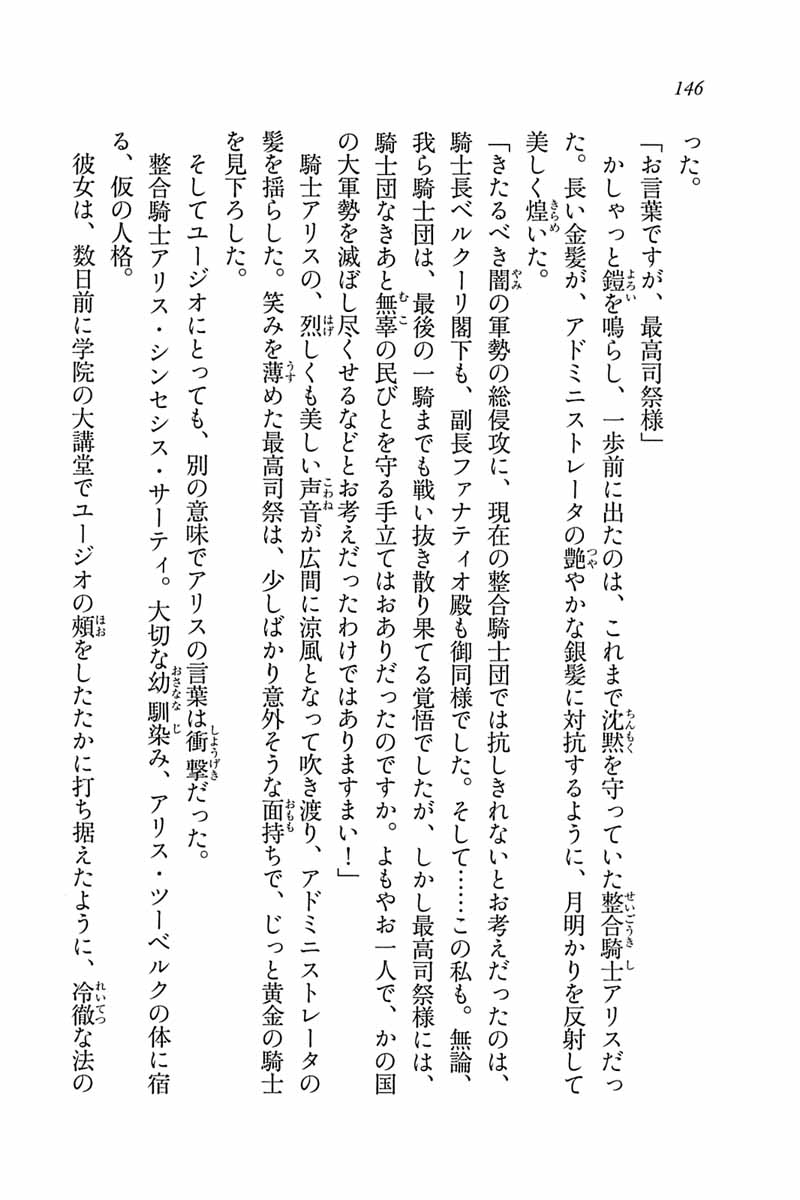 146
った。
「お言葉ですが、最高司祭様」
かしゃっと鎧を鳴らし、一歩前に出たのは、これまで沈黙を守っていた整合騎士アリスだっ
た。長い金髪が、アドミニストレータの艶やかな銀髪に対抗するように、月明かりを反射して
美しく煌いた。
「きたるべき闇の軍勢の総侵攻に、現在の整合騎士団では抗しきれないとお考えだったのは、
騎士長ベルクーリ閣下も、副長ファナティオ殿も御同様でした。そして……この私も。無論、
我ら騎士団は、最後の一騎までも戦い抜き散り果てる覚悟でしたが、しかし最高司祭様には、
騎士団なきあと無辜の民びとを守る手立てはおありだったのですか。よもやお一人で、かの国
の大軍勢を滅ぼし尽くせるなどとお考えだったわけではありますまい！」
騎士アリスの、烈しくも美しい声音が広間に涼風となって吹き渡り、アドミニストレータの
髪を揺らした。笑みを薄めた最高司祭は、少しばかり意外そうな面持ちで、じっと黄金の騎士
を見下ろした。
そしてユージオにとっても、別の意味でアリスの言葉は衝撃だった。
整合騎士アリス・シンセシス・サーティ。大切な幼馴染み、アリス・ツーベルクの体に宿
る、仮の人格。
彼女は、数日前に学院の大講堂でユージオの頰をしたたかに打ち据えたように、冷徹な法の